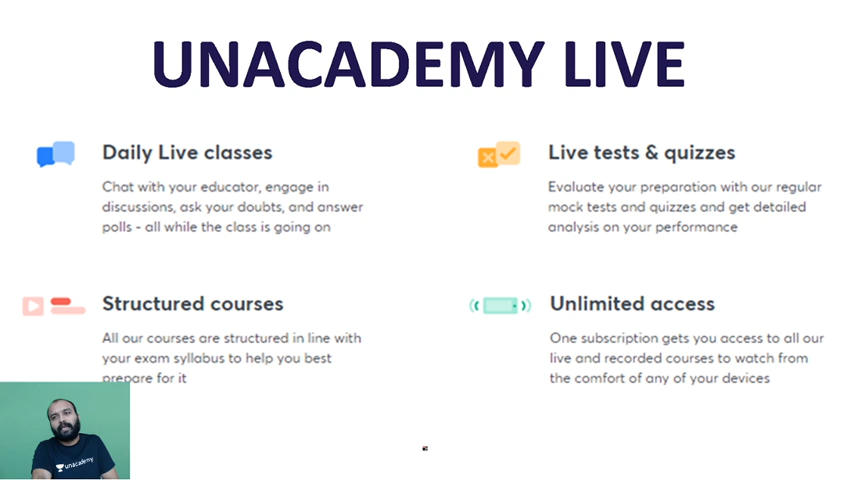 UNACADEMY LIVE
Daily Live classes
Chat with your educator, engage in
discussions, ask your doubts, and answer
polls - all while the class is going on
Live tests & quizzes
Evaluate your preparation with our regular
mock tests and quizzes and get detailed
analysis on your performance
Structured courses
All our courses are structured in line with
your exam syllabus to help you best
prepare for it
Unlimited access
One subscription gets you access to all our
live and recorded courses to watch from
the comfort of any of your devices
unacademy